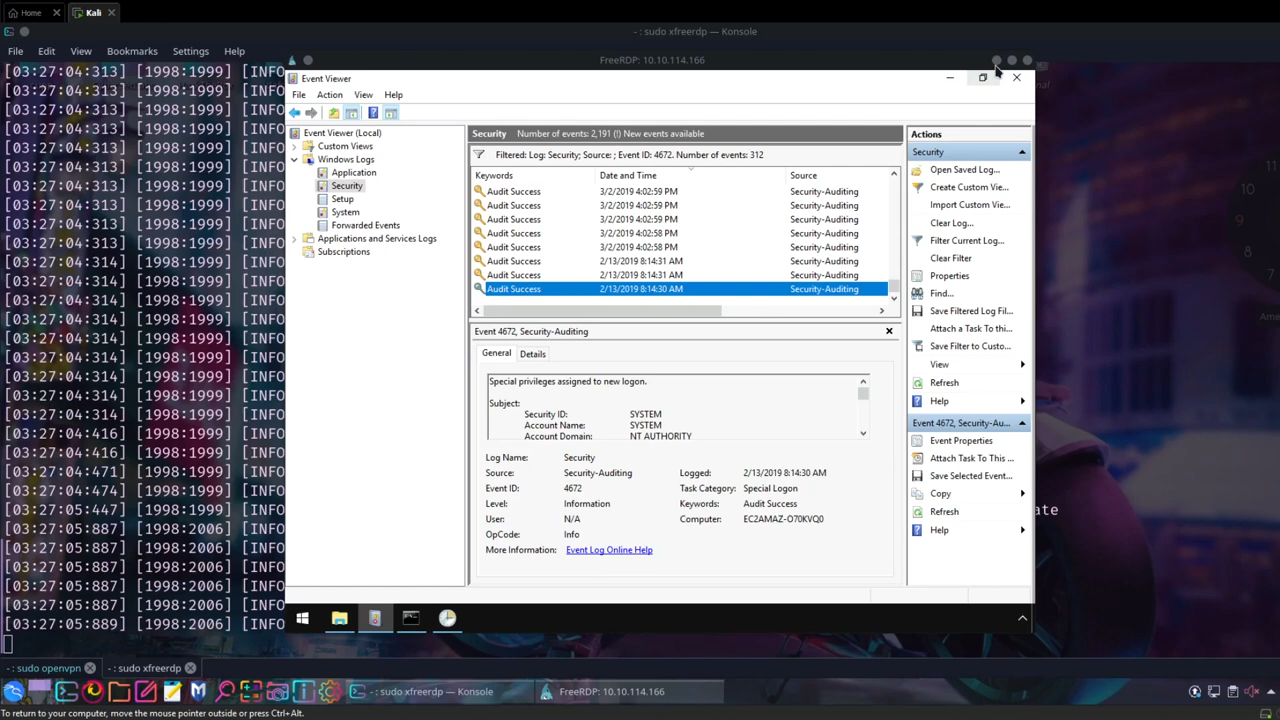 Home
Kali
- : sudo xfreerdp — Konsole
File Edit View Bookmarks Settings Help
[03:27:04:313] [1998:1999] [INFO
[03:27:04:313] [1998:1999] [INFO
[03:27:04:313] [1998:1999] [INFO
[03:27:04:313] [1998:1999] [INFO
[03:27:04:313] [1998:1999] [INFO
[03:27:04:313] [1998:1999] [INFO
[03:27:04:313] [1998:1999] [INFO
[03:27:04:313] [1998:1999] [INFO
[03:27:04:313] [1998:1999] [INFO
[03:27:04:313] [1998:1999] [INFO
[03:27:04:313] [1998:1999] [INFO
[03:27:04:313] [1998:1999] [INFO
[03:27:04:314] [1998:1999] [INFO
[03:27:04:314] [1998:1999] [INFO
[03:27:04:314] [1998:1999] [INFO
[03:27:04:314] [1998:1999] [INFO
[03:27:04:314] [1998:1999] [INFO
[03:27:04:314] [1998:1999] [INFO
[03:27:04:314] [1998:1999] [INFO
[03:27:04:314] [1998:1999] [INFO
[03:27:04:416] [1998:1999] [INFO
[03:27:04:471] [1998:1999] [INFO
[03:27:04:474] [1998:1999] [INFO
[03:27:05:447] [1998:1999] [INFO
[03:27:05:887] [1998:2006] [INFO
[03:27:05:887] [1998:2006] [INFO
[03:27:05:887] [1998:2006] [INFO
[03:27:05:887] [1998:2006] [INFO
[03:27:05:889] [1998:2006] [INFO
FreeRDP: 10.10.114.166
Event Viewer
File Action View Help
Event Viewer (Local)
Custom Views
Windows Logs
Application
Security
Setup
System
Forwarded Events
Applications and Services Logs
Subscriptions
Security Number of events: 2,191 (!) New events available
Filtered: Log: Security; Source: ; Event ID: 4672. Number of events: 312
Keywords Date and Time Source
Audit Success 3/2/2019 4:02:59 PM Security-Auditing
Audit Success 3/2/2019 4:02:59 PM Security-Auditing
Audit Success 3/2/2019 4:02:59 PM Security-Auditing
Audit Success 3/2/2019 4:02:58 PM Security-Auditing
Audit Success 3/2/2019 4:02:58 PM Security-Auditing
Audit Success 2/13/2019 8:14:31 AM Security-Auditing
Audit Success 2/13/2019 8:14:31 AM Security-Auditing
Audit Success 2/13/2019 8:14:30 AM Security-Auditing
Event 4672, Security-Auditing
General Details
Special privileges assigned to new logon.
Subject:
Security ID: SYSTEM
Account Name: SYSTEM
Account Domain: NT AUTHORITY
Log Name: Security
Source: Security-Auditing Logged: 2/13/2019 8:14:30 AM
Event ID: 4672 Task Category: Special Logon
Level: Information Keywords: Audit Success
User: N/A Computer: EC2AMAZ-O70KVQ0
OpCode: Info
More Information: Event Log Online Help
Actions
Security
Open Saved Log...
Create Custom Vie...
Import Custom Vie...
Clear Log...
Filter Current Log...
Clear Filter
Properties
Find...
Save Filtered Log Fil...
Attach a Task To thi...
Save Filter to Custo...
View
Refresh
Help
Event 4672, Security-Au...
Event Properties
Attach Task To This ...
Save Selected Event...
Copy
Refresh
Help
10
9
8
7
Ame
ate
- : sudo openvpn
- : sudo xfreerdp
- : sudo xfreerdp — Konsole
FreeRDP: 10.10.114.166
To return to your computer, move the mouse pointer outside or press Ctrl+Alt.